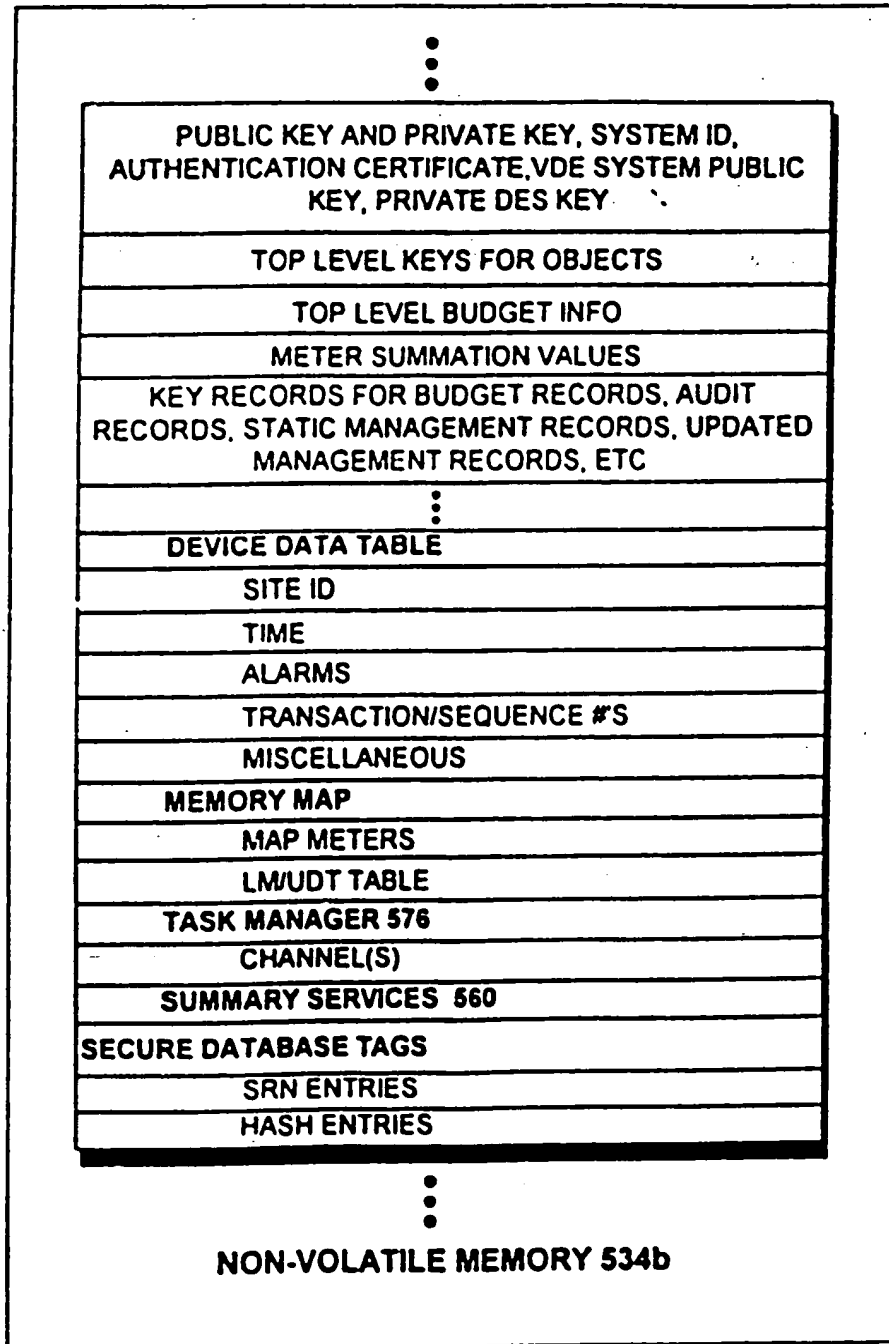 PUBLIC KEY AND PRIVATE KEY, SYSTEM ID,
AUTHENTICATION CERTIFICATE,VDE SYSTEM PUBLIC
KEY, PRIVATE DES KEY
TOP LEVEL KEYS FOR OBJECTS
TOP LEVEL BUDGET INFO
METER SUMMATION VALUES
KEY RECORDS FOR BUDGET RECORDS, AUDIT
RECORDS, STATIC MANAGEMENT RECORDS, UPDATED
MANAGEMENT RECORDS, ETC
DEVICE DATA TABLE
SITE ID
TIME
ALARMS
TRANSACTION/SEQUENCE #'S
MISCELLANEOUS
MEMORY MAP
MAP METERS
LM/UDT TABLE
TASK MANAGER 576
CHANNEL(S)
SUMMARY SERVICES 560
SECURE DATABASE TAGS
SRN ENTRIES
HASH ENTRIES
NON-VOLATILE MEMORY 534b